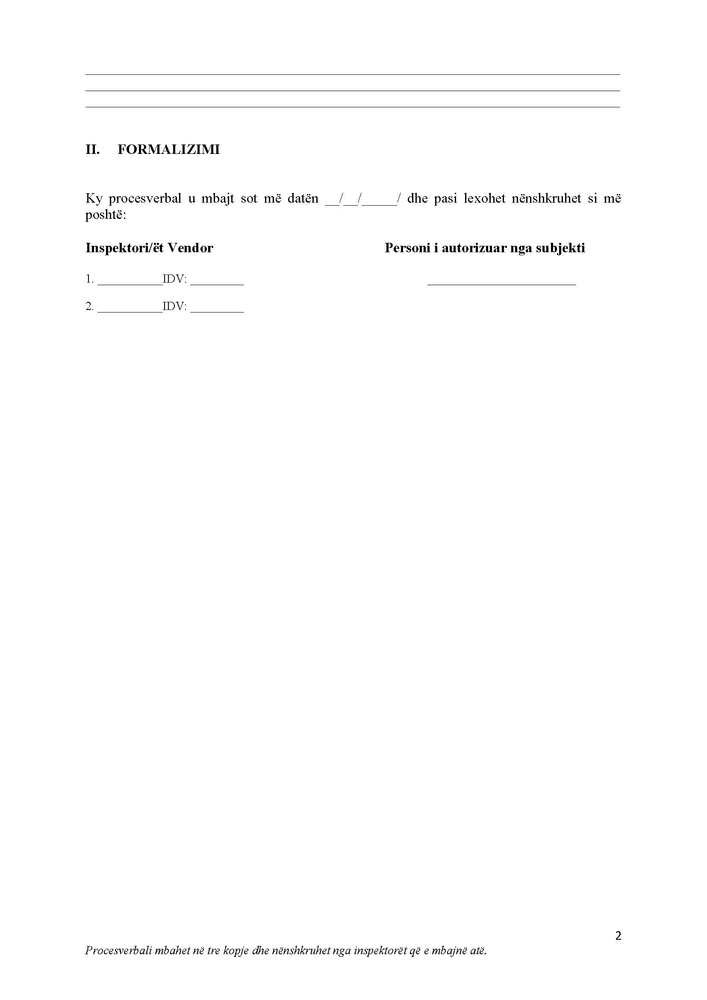 II. FORMALIZIMI
Ky procesverbal u mbajt sot më datën __/__/_____/ dhe pasi lexohet nënshkruhet si më
poshtë:
Inspektori/ët Vendor Personi i autorizuar nga subjekti
1. ___________IDV: _________ _________________________
2. ___________IDV: _________
2
Procesverbali mbahet në tre kopje dhe nënshkruhet nga inspektorët që e mbajnë atë.